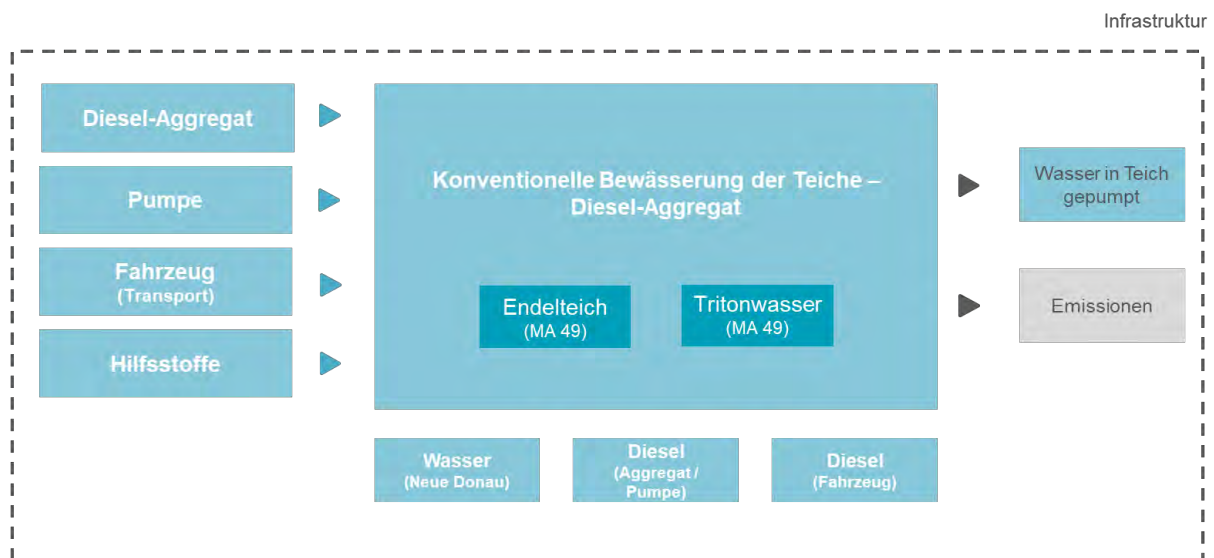 Infrastruktur
Diesel-Aggregat
Pumpe
Fahrzeug
(Transport)
Hilfsstoffe
Konventionelle Bewässerung der Teiche –
Diesel-Aggregat
Endelteich
(MA 49)
Tritonwasser
(MA 49)
Wasser
(Neue Donau)
Diesel
(Aggregat /
Pumpe)
Diesel
(Fahrzeug)
Wasser in Teich
gepumpt
Emissionen